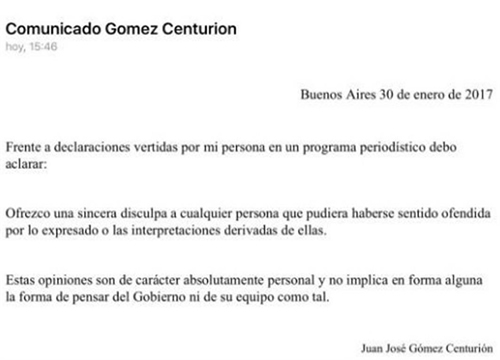 Comunicado Gomez Centurion
hoy, 15:46
Buenos Aires 30 de enero de 2017
Frente a declaraciones vertidas por mi persona en un programa periodístico debo
aclarar:
Ofrezco una sincera disculpa a cualquier persona que pudiera haberse sentido ofendida
por lo expresado o las interpretaciones derivadas de ellas.
Estas opiniones son de carácter absolutamente personal y no implica en forma alguna
la forma de pensar del Gobierno ni de su equipo como tal.
Juan José Gómez Centurión